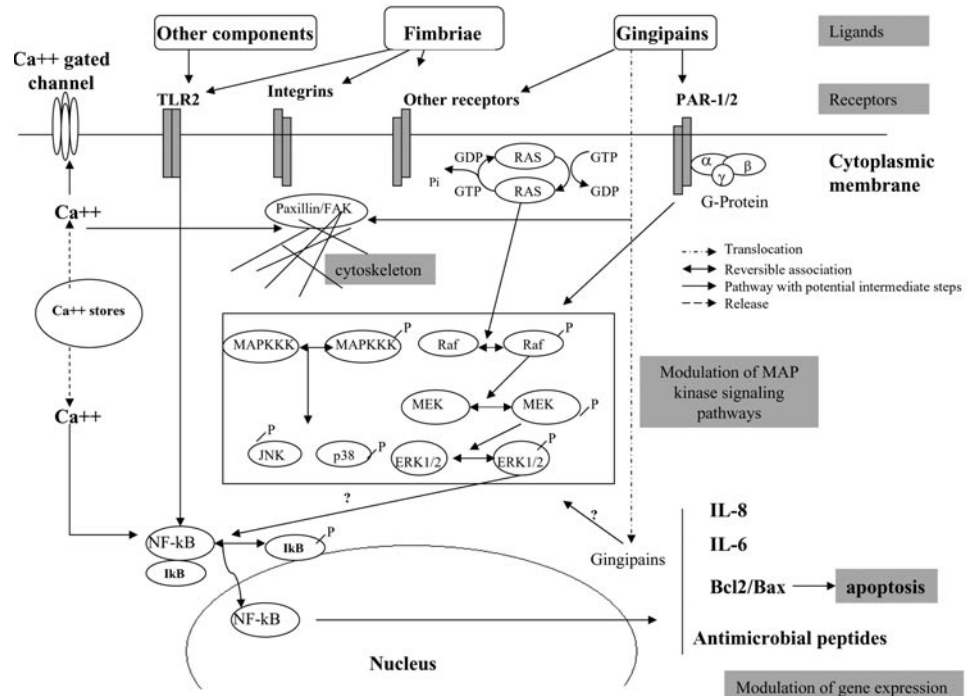 Other components
Fimbriae
Gingipains
Ligands
Ca++ gated
channel
TLR2
Integrins
Other receptors
PAR-1/2
Receptors
Cytoplasmic
membrane
GDP
RAS
GTP
Pi
GTP
RAS
GDP
α
β
γ
G-Protein
Ca++
Paxillin/FAK
cytoskeleton
Translocation
Reversible association
Pathway with potential intermediate steps
Release
Ca++ stores
MAPKKK
MAPKKK
P
Raf
Raf
P
MEK
MEK
P
Modulation of MAP
kinase signaling
pathways
Ca++
P
JNK
p38
P
ERK1/2
ERK1/2
P
?
?
NF-kB
IkB
P
IkB
Gingipains
IL-8
IL-6
Bcl2/Bax
apoptosis
NF-kB
Antimicrobial peptides
Nucleus
Modulation of gene expression